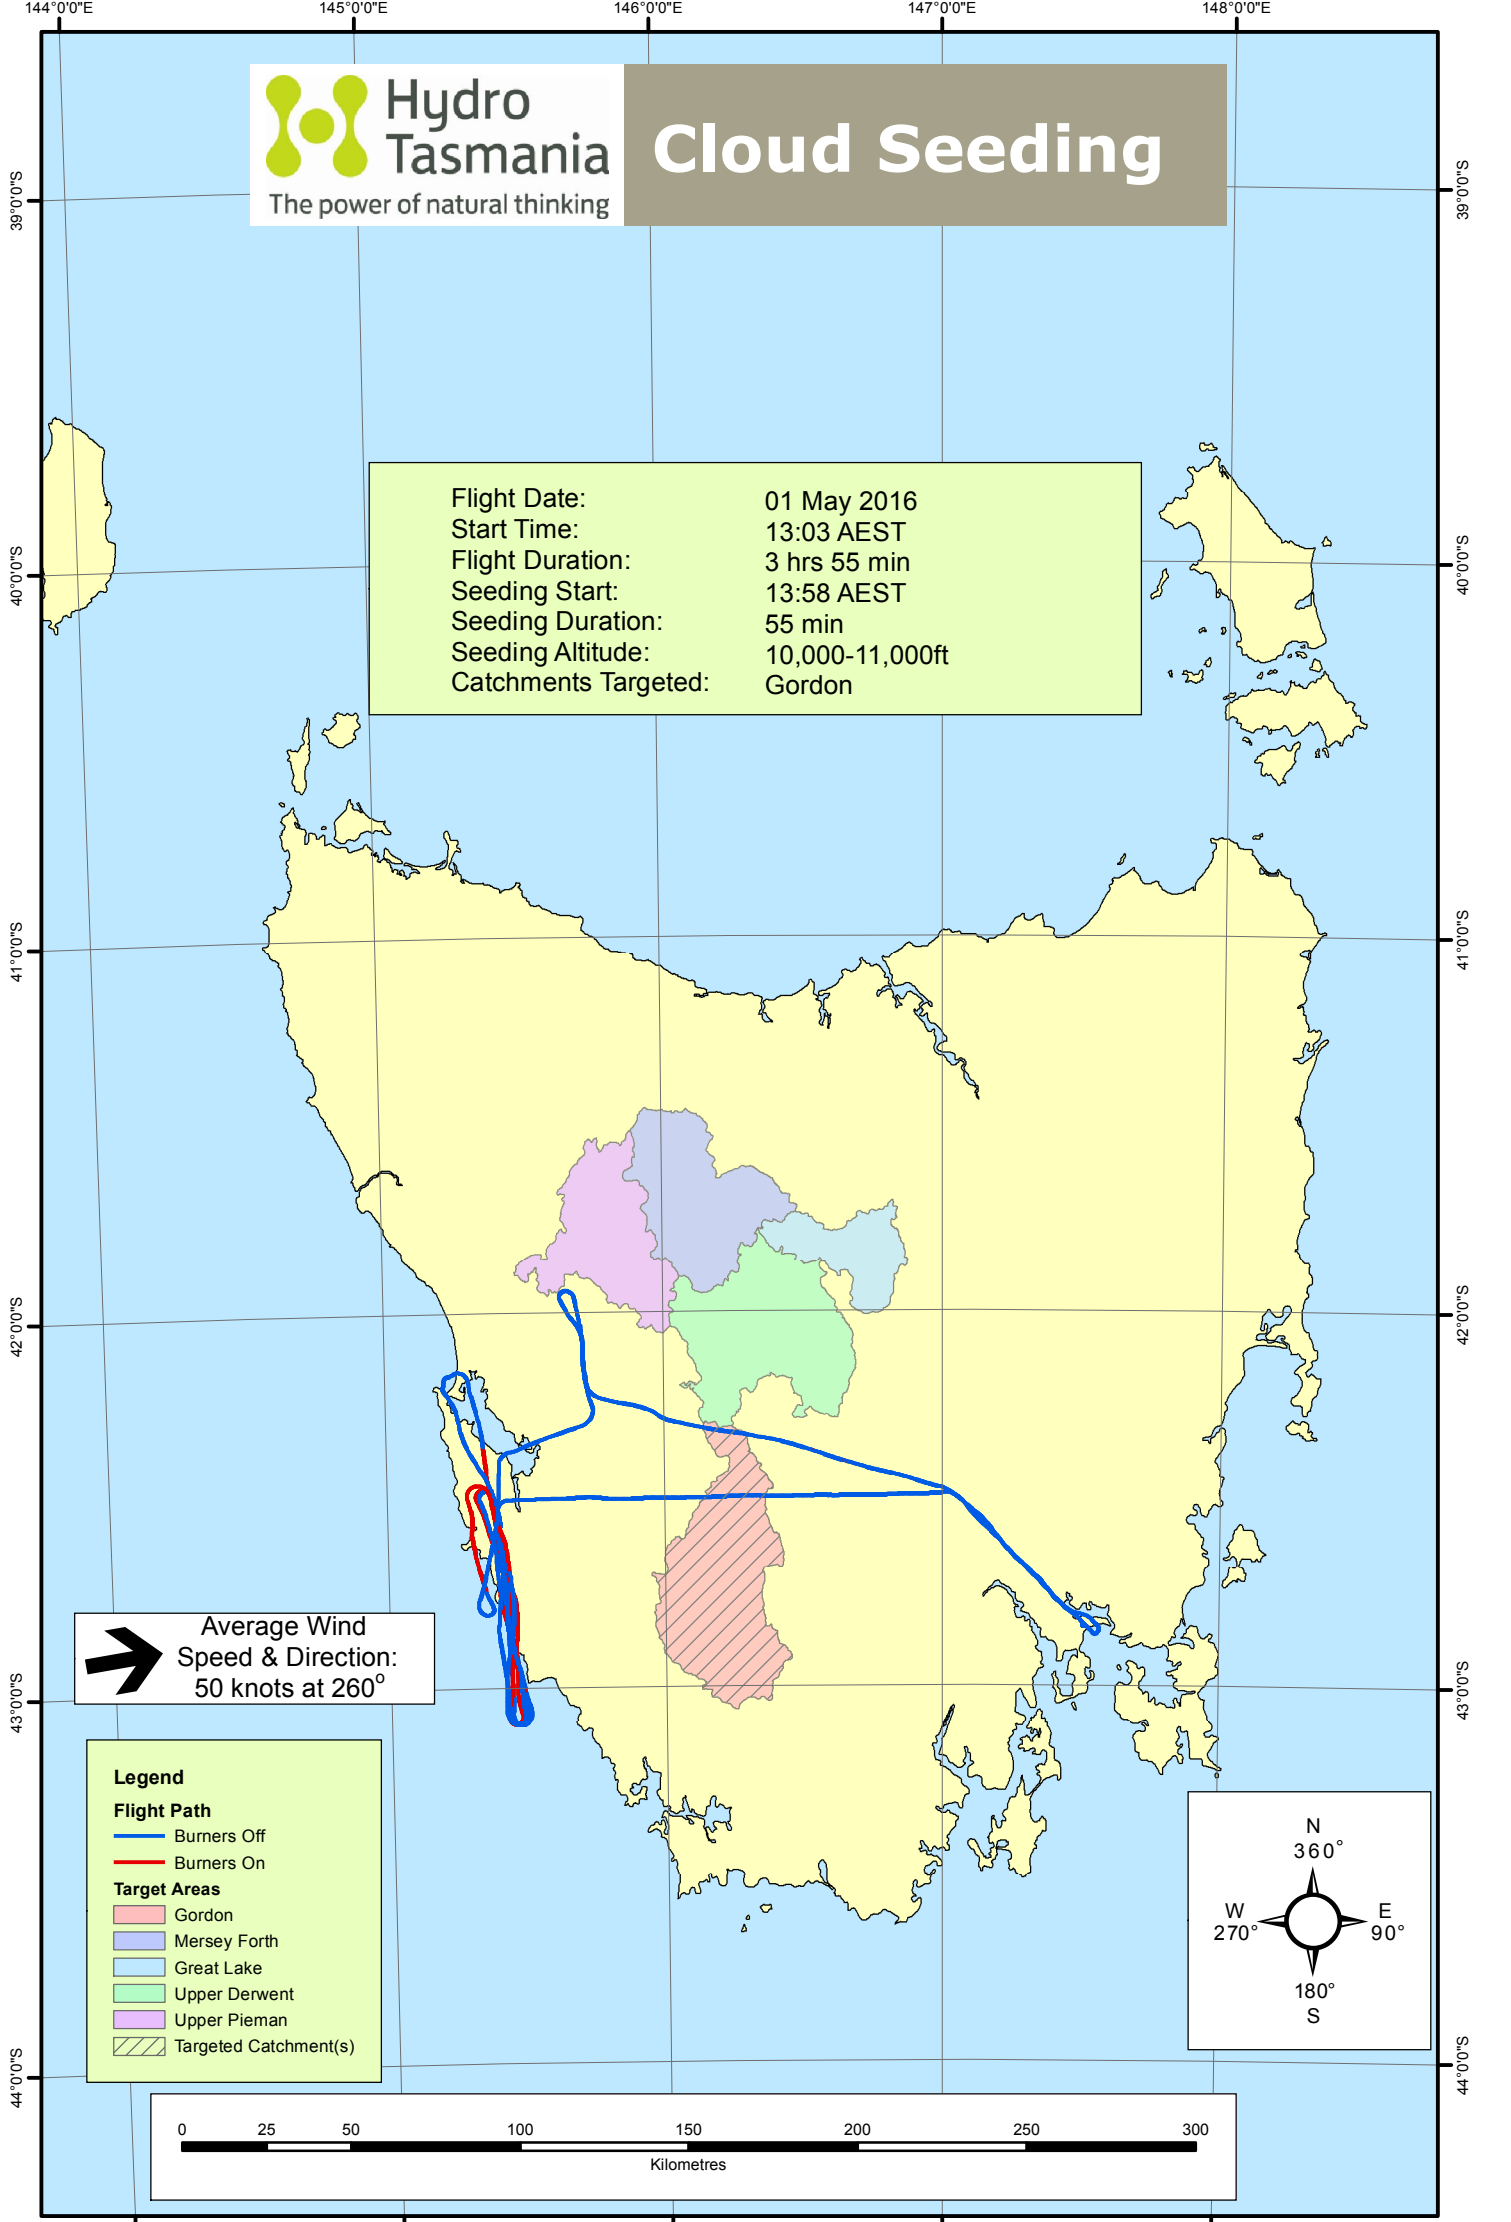 144°0'0"E 145°0'0"E 146°0'0"E 147°0'0"E 148°0'0"E
Hydro
Tasmania
The power of natural thinking
Cloud Seeding
39°0'0"S 39°0'0"S
Flight Date: 01 May 2016
Start Time: 13:03 AEST
Flight Duration: 3 hrs 55 min
Seeding Start: 13:58 AEST
Seeding Duration: 55 min
Seeding Altitude: 10,000-11,000ft
Catchments Targeted: Gordon
40°0'0"S 40°0'0"S
41°0'0"S 41°0'0"S
42°0'0"S 42°0'0"S
Average Wind
Speed & Direction:
50 knots at 260°
43°0'0"S 43°0'0"S
Legend
Flight Path
Burners Off
Burners On
Target Areas
Gordon
Mersey Forth
Great Lake
Upper Derwent
Upper Pieman
Targeted Catchment(s)
N
360°
W E
270° 90°
180°
S
44°0'0"S 44°0'0"S
0 25 50 100 150 200 250 300
Kilometres